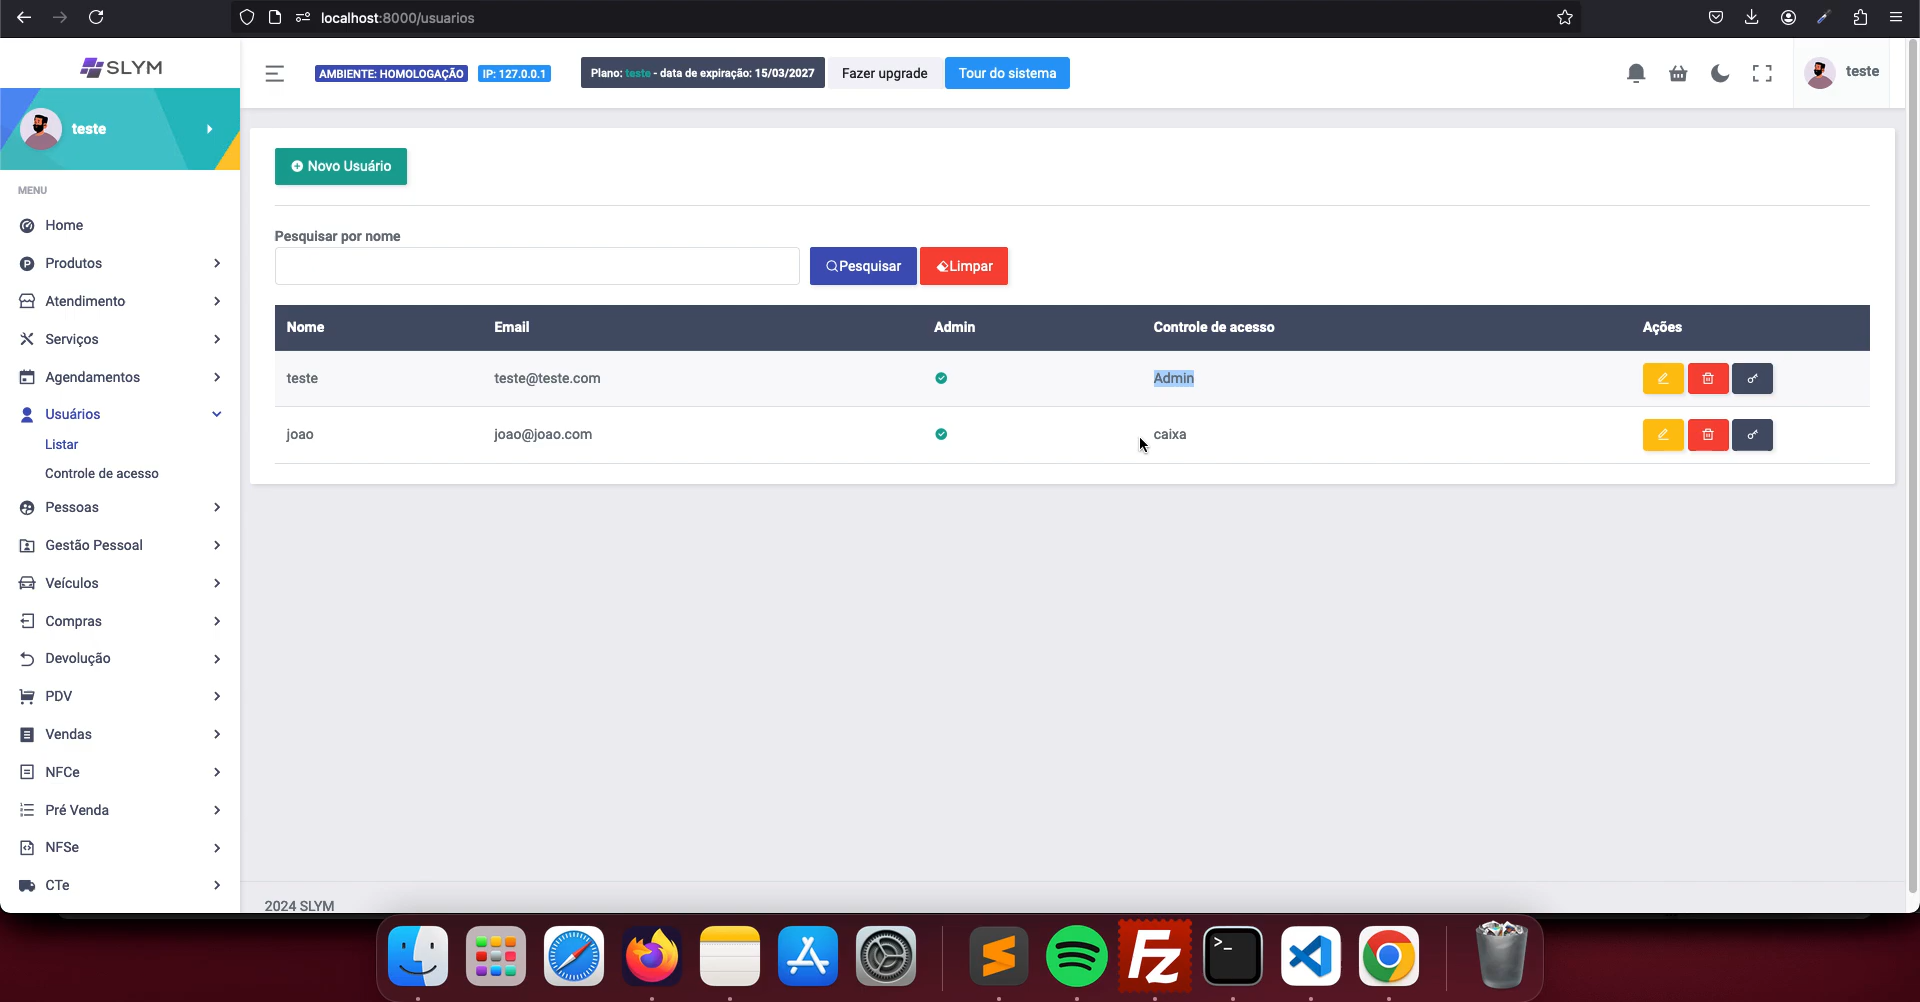 localhost:8000/usuarios
SLYM
AMBIENTE: HOMOLOGAÇÃO
IP: 127.0.0.1
Plano: teste - data de expiração: 15/03/2027
Fazer upgrade
Tour do sistema
teste
teste
MENU
Home
Produtos
Atendimento
Serviços
Agendamentos
Usuários
Listar
Controle de acesso
Pessoas
Gestão Pessoal
Veículos
Compras
Devolução
PDV
Vendas
NFCe
Pré Venda
NFSe
CTe
Novo Usuário
Pesquisar por nome
Pesquisar
Limpar
Nome Email Admin Controle de acesso Ações
teste teste@teste.com Admin
joao joao@joao.com caixa
2024 SLYM